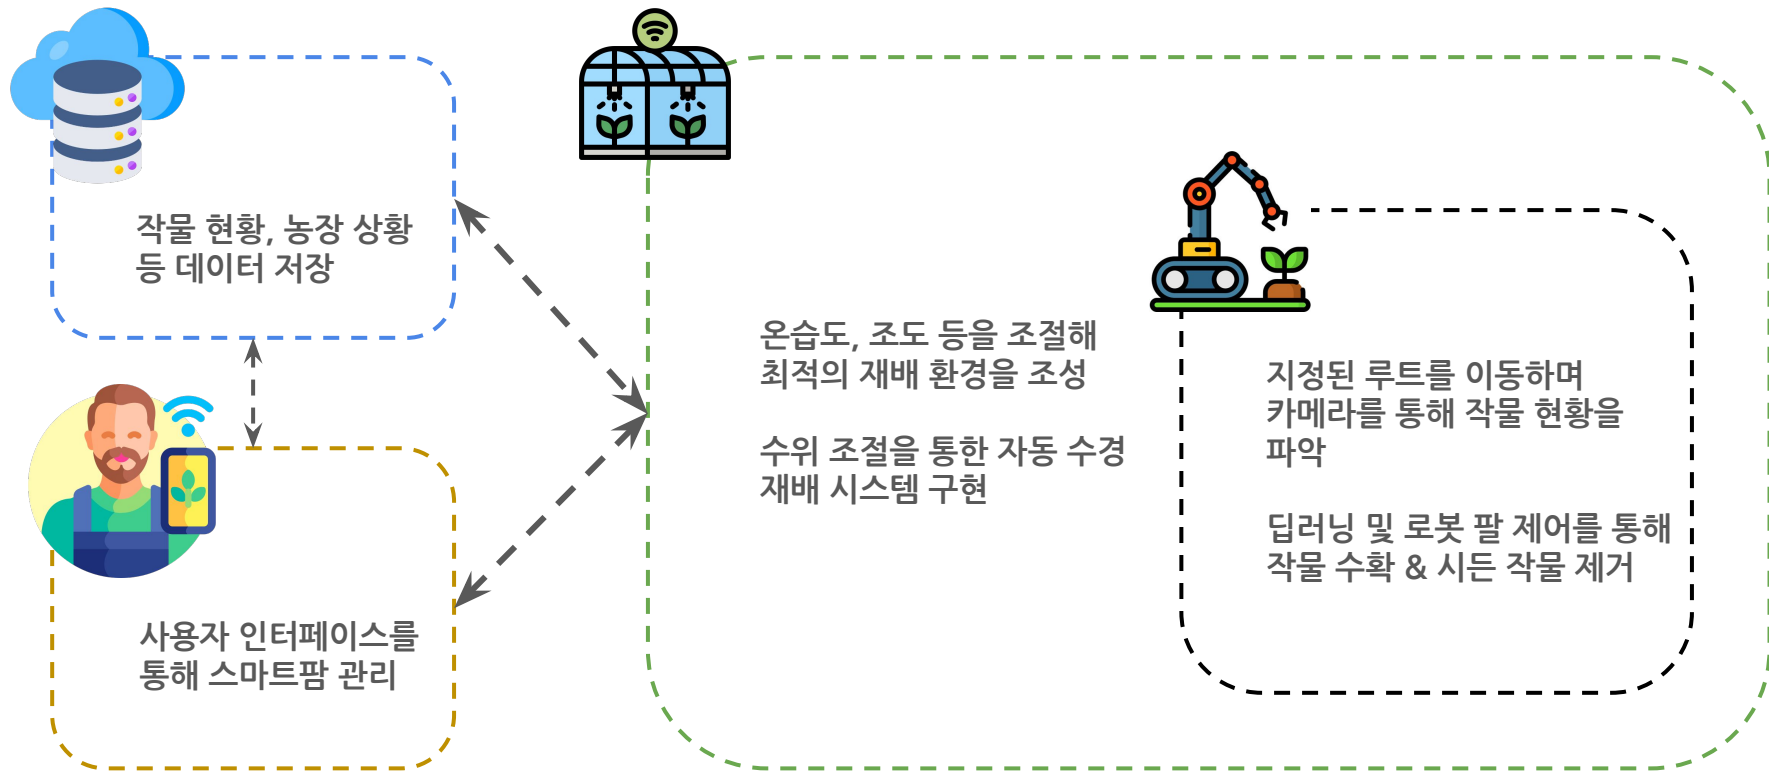 작물 현황, 농장 상황
등 데이터 저장
사용자 인터페이스를
통해 스마트팜 관리
온습도, 조도 등을 조절해
최적의 재배 환경을 조성
수위 조절을 통한 자동 수경
재배 시스템 구현
지정된 루트를 이동하며
카메라를 통해 작물 현황을
파악
딥러닝 및 로봇 팔 제어를 통해
작물 수확 & 시든 작물 제거